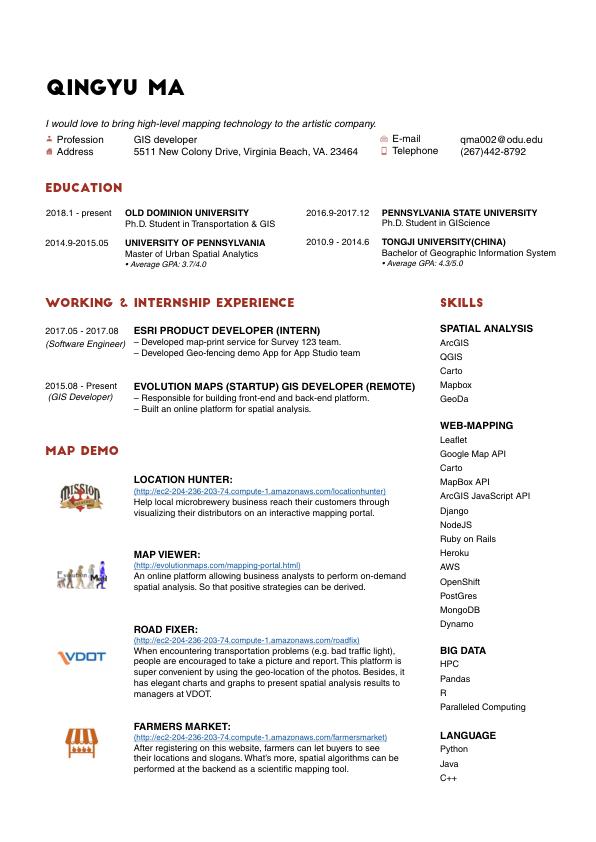 QINGYU MA
I would love to bring high-level mapping technology to the artistic company.
Profession GIS developer
Address 5511 New Colony Drive, Virginia Beach, VA. 23464
E-mail qma002@odu.edu
Telephone (267)442-8792
EDUCATION
2018.1 - present OLD DOMINION UNIVERSITY
Ph.D. Student in Transportation & GIS
2014.9-2015.05 UNIVERSITY OF PENNSYLVANIA
Master of Urban Spatial Analytics
• Average GPA: 3.7/4.0
2016.9-2017.12 PENNSYLVANIA STATE UNIVERSITY
Ph.D. Student in GIScience
2010.9 - 2014.6 TONGJI UNIVERSITY(CHINA)
Bachelor of Geographic Information System
• Average GPA: 4.3/5.0
WORKING & INTERNSHIP EXPERIENCE
2017.05 - 2017.08 ESRI PRODUCT DEVELOPER (INTERN)
(Software Engineer) – Developed map-print service for Survey 123 team.
– Developed Geo-fencing demo App for App Studio team
2015.08 - Present EVOLUTION MAPS (STARTUP) GIS DEVELOPER (REMOTE)
(GIS Developer) – Responsible for building front-end and back-end platform.
– Built an online platform for spatial analysis.
MAP DEMO
MISSION
LOCATION HUNTER:
(http://ec2-204-236-203-74.compute-1.amazonaws.com/locationhunter)
Help local microbrewery business reach their customers through
visualizing their distributors on an interactive mapping portal.
Evolution Map
MAP VIEWER:
(http://evolutionmaps.com/mapping-portal.html)
An online platform allowing business analysts to perform on-demand
spatial analysis. So that positive strategies can be derived.
VDOT
ROAD FIXER:
(http://ec2-204-236-203-74.compute-1.amazonaws.com/roadfix)
When encountering transportation problems (e.g. bad traffic light),
people are encouraged to take a picture and report. This platform is
super convenient by using the geo-location of the photos. Besides, it
has elegant charts and graphs to present spatial analysis results to
managers at VDOT.
FARMERS MARKET:
(http://ec2-204-236-203-74.compute-1.amazonaws.com/farmersmarket)
After registering on this website, farmers can let buyers to see
their locations and slogans. What's more, spatial algorithms can be
performed at the backend as a scientific mapping tool.
SKILLS
SPATIAL ANALYSIS
ArcGIS
QGIS
Carto
Mapbox
GeoDa
WEB-MAPPING
Leaflet
Google Map API
Carto
MapBox API
ArcGIS JavaScript API
Django
NodeJS
Ruby on Rails
Heroku
AWS
OpenShift
PostGres
MongoDB
Dynamo
BIG DATA
HPC
Pandas
R
Paralleled Computing
LANGUAGE
Python
Java
C++